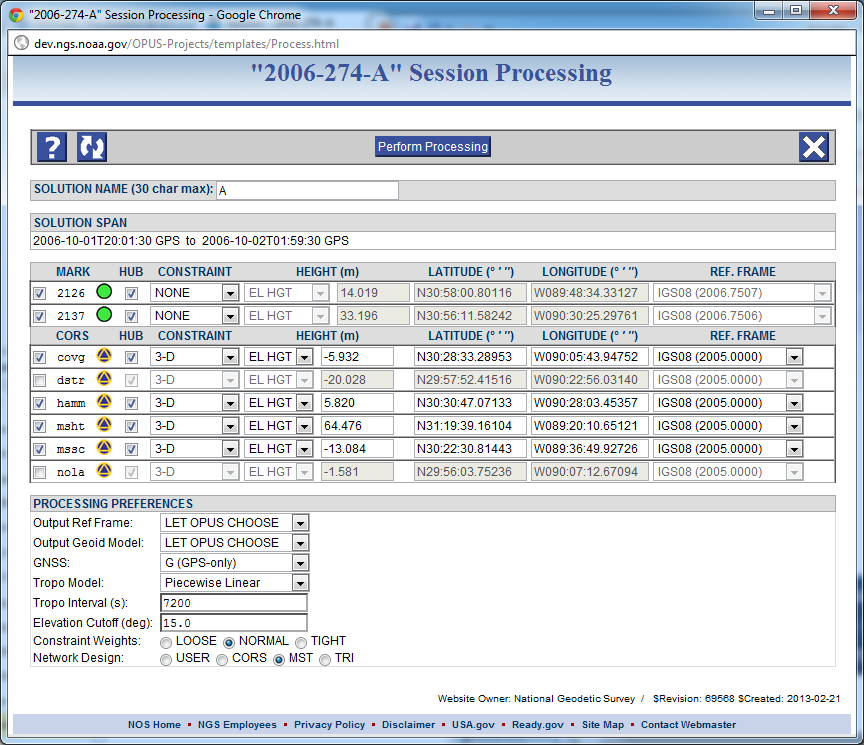 "2006-274-A" Session Processing - Google Chrome
dev.ngs.noaa.gov/OPUS-Projects/templates/Process.html
"2006-274-A" Session Processing
? Perform Processing
SOLUTION NAME (30 char max): A
SOLUTION SPAN
2006-10-01T20:01:30 GPS to 2006-10-02T01:59:30 GPS
MARK HUB CONSTRAINT HEIGHT (m) LATITUDE (° ′ ″) LONGITUDE (° ′ ″) REF. FRAME
2126 NONE EL HGT 14.019 N30:58:00.80116 W089:48:34.33127 IGS08 (2006.7507)
2137 NONE EL HGT 33.196 N30:56:11.58242 W090:30:25.29761 IGS08 (2006.7506)
CORS HUB CONSTRAINT HEIGHT (m) LATITUDE (° ′ ″) LONGITUDE (° ′ ″) REF. FRAME
covg 3-D EL HGT -5.932 N30:28:33.28953 W090:05:43.94752 IGS08 (2005.0000)
dstr 3-D EL HGT -20.028 N29:57:52.41516 W090:22:56.03140 IGS08 (2005.0000)
hamm 3-D EL HGT 5.820 N30:30:47.07133 W090:28:03.45357 IGS08 (2005.0000)
msht 3-D EL HGT 64.476 N31:19:39.16104 W089:20:10.65121 IGS08 (2005.0000)
mssc 3-D EL HGT -13.084 N30:22:30.81443 W089:36:49.92726 IGS08 (2005.0000)
nola 3-D EL HGT -1.581 N29:56:03.75236 W090:07:12.67094 IGS08 (2005.0000)
PROCESSING PREFERENCES
Output Ref Frame: LET OPUS CHOOSE
Output Geoid Model: LET OPUS CHOOSE
GNSS: G (GPS-only)
Tropo Model: Piecewise Linear
Tropo Interval (s): 7200
Elevation Cutoff (deg): 15.0
Constraint Weights: LOOSE NORMAL TIGHT
Network Design: USER CORS MST TRI
Website Owner: National Geodetic Survey / $Revision: 69568 $Created: 2013-02-21
NOS Home • NGS Employees • Privacy Policy • Disclaimer • USA.gov • Ready.gov • Site Map • Contact Webmaster